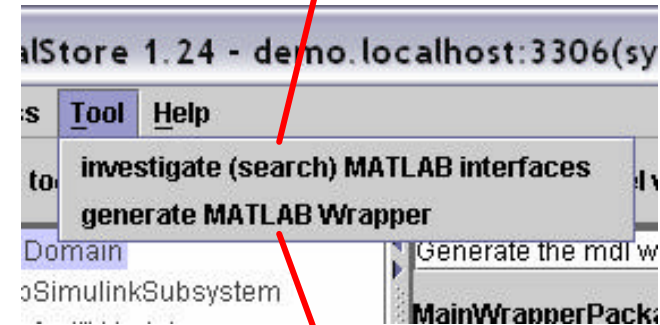 alStore 1.24 - demo.localhost:3306(sy
s Tool Help
investigate (search) MATLAB interfaces
to
generate MATLAB Wrapper
Domain
Generate the mdl w
oSimulinkSubsystem
MainWrapperPacka